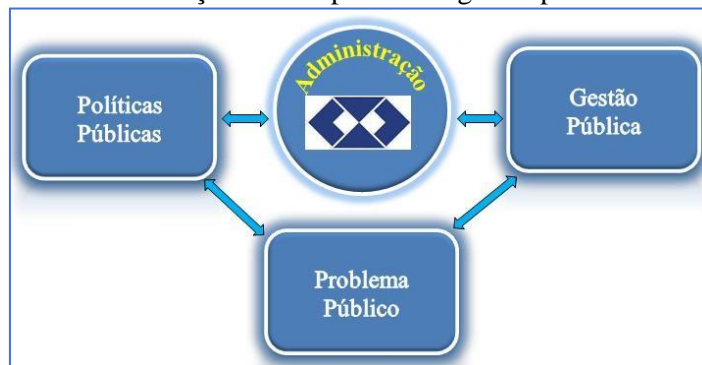 Administração
Políticas
Públicas
Gestão
Pública
Problema
Público